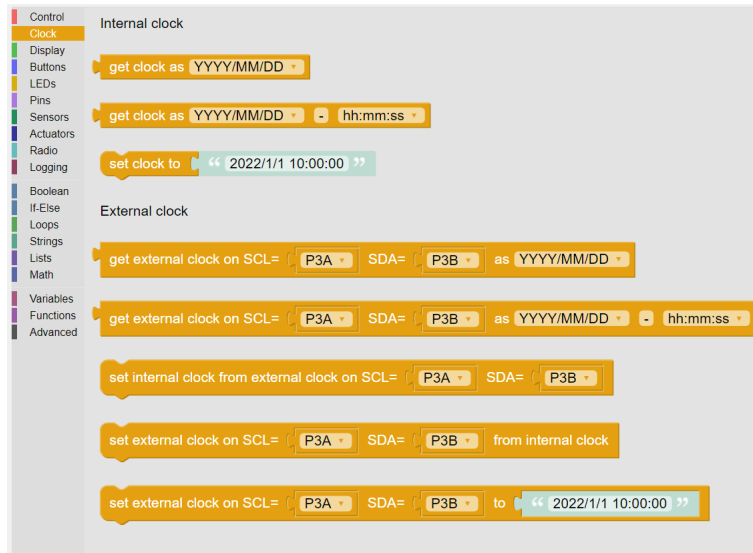 Control
Clock
Display
Buttons
LEDs
Pins
Sensors
Actuators
Radio
Logging
Boolean
If-Else
Loops
Strings
Lists
Math
Variables
Functions
Advanced
Internal clock
get clock as YYYY/MM/DD
get clock as YYYY/MM/DD - hh:mm:ss
set clock to “ 2022/1/1 10:00:00 ”
External clock
get external clock on SCL= P3A SDA= P3B as YYYY/MM/DD
get external clock on SCL= P3A SDA= P3B as YYYY/MM/DD - hh:mm:ss
set internal clock from external clock on SCL= P3A SDA= P3B
set external clock on SCL= P3A SDA= P3B from internal clock
set external clock on SCL= P3A SDA= P3B to “ 2022/1/1 10:00:00 ”